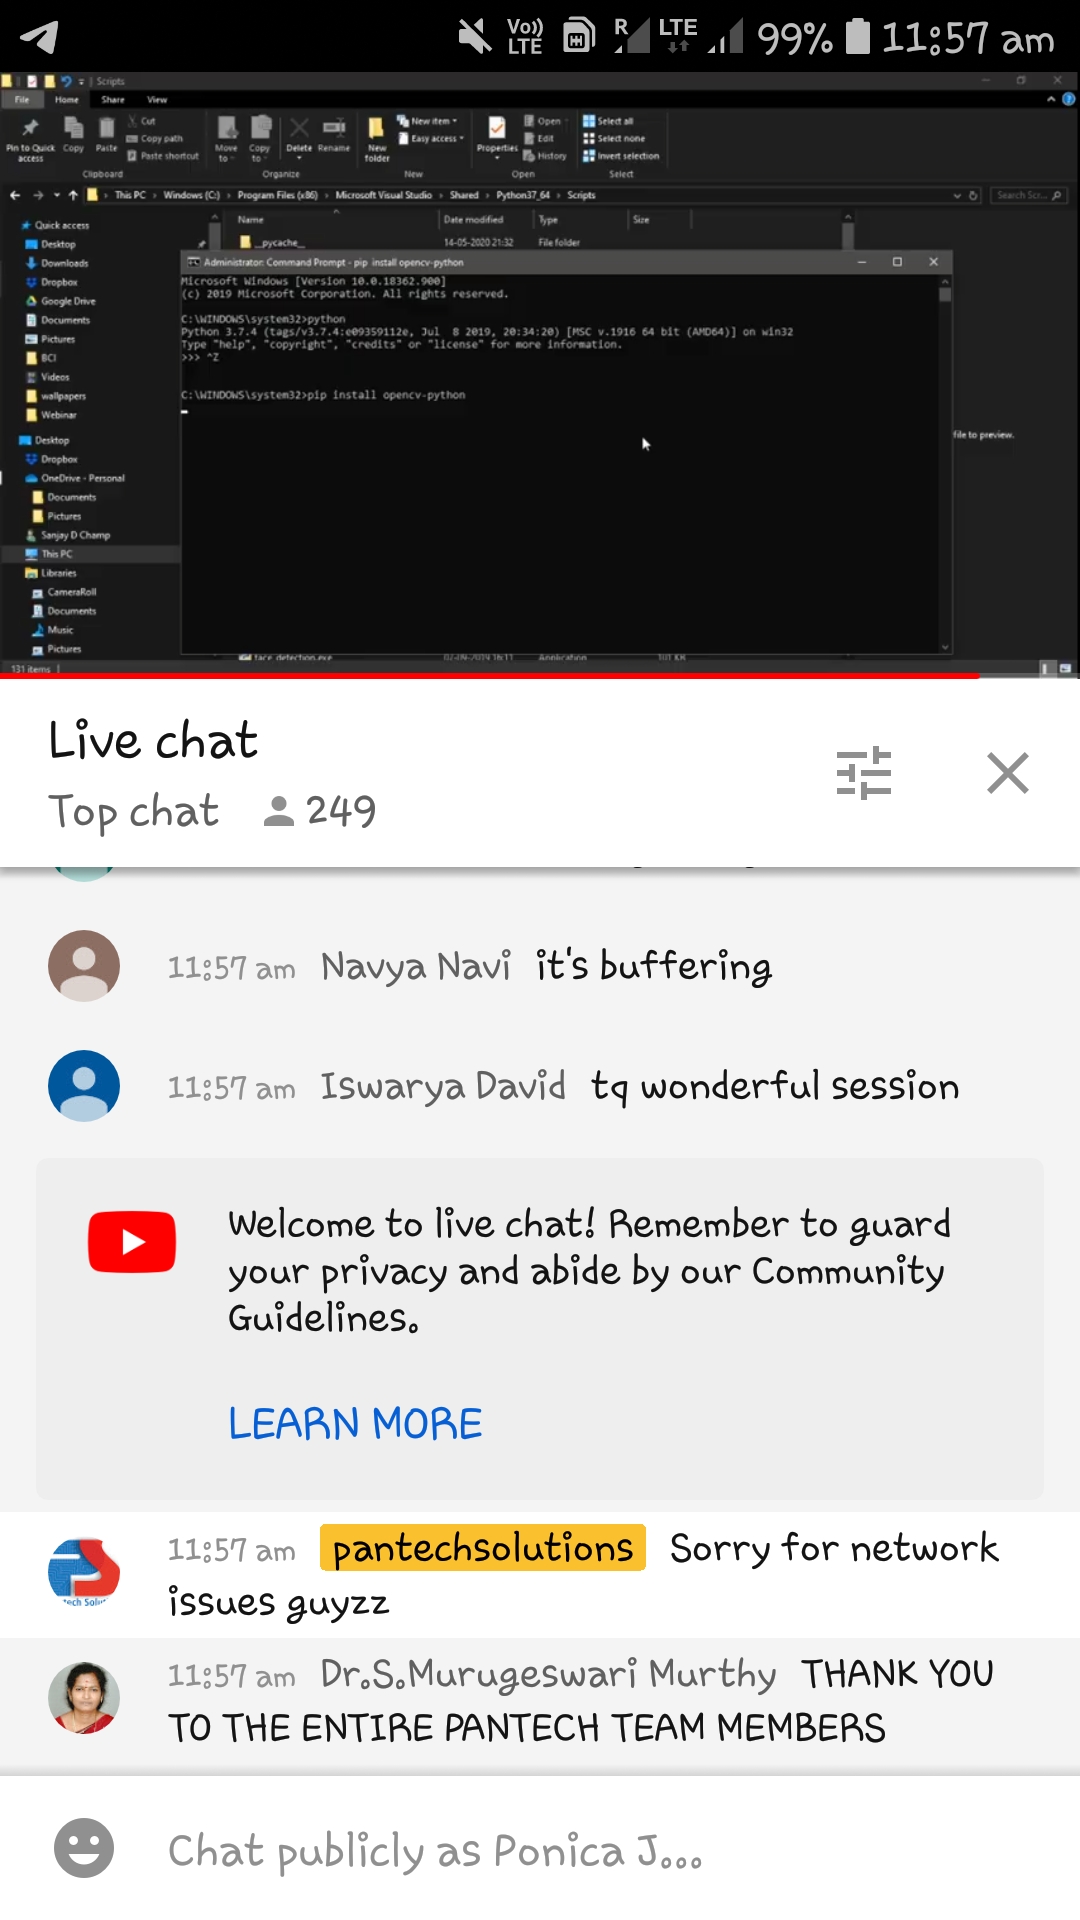 Vo)) LTE R LTE 99% 11:57 am
Scripts
File Home Share View
Pin to Quick access
Copy
Paste
Cut
Copy path
Paste shortcut
Move to
Copy to
Delete
Rename
New folder
New item
Easy access
Properties
Open
Edit
History
Select all
Select none
Invert selection
Clipboard Organize New Open Select
This PC > Windows (C:) > Program Files (x86) > Microsoft Visual Studio > Shared > Python37_64 > Scripts
Search Scr...
Name Date modified Type Size
__pycache__ 14-05-2020 21:32 File folder
Quick access
Desktop
Downloads
Dropbox
Google Drive
Documents
Pictures
BCI
Videos
wallpapers
Webinar
Desktop
Dropbox
OneDrive - Personal
Documents
Pictures
Sanjay D Champ
This PC
Libraries
CameraRoll
Documents
Music
Pictures
131 items
Administrator: Command Prompt - pip install opencv-python
Microsoft Windows [Version 10.0.18362.900]
(c) 2019 Microsoft Corporation. All rights reserved.
C:\WINDOWS\system32>python
Python 3.7.4 (tags/v3.7.4:e09359112e, Jul 8 2019, 20:34:20) [MSC v.1916 64 bit (AMD64)] on win32
Type "help", "copyright", "credits" or "license" for more information.
>>> ^Z
C:\WINDOWS\system32>pip install opencv-python
file to preview.
Application
Live chat
Top chat 249
11:57 am Navya Navi it's buffering
11:57 am Iswarya David tq wonderful session
Welcome to live chat! Remember to guard
your privacy and abide by our Community
Guidelines.
LEARN MORE
11:57 am pantechsolutions Sorry for network
issues guyzz
11:57 am Dr.S.Murugeswari Murthy THANK YOU
TO THE ENTIRE PANTECH TEAM MEMBERS
Chat publicly as Ponica J...